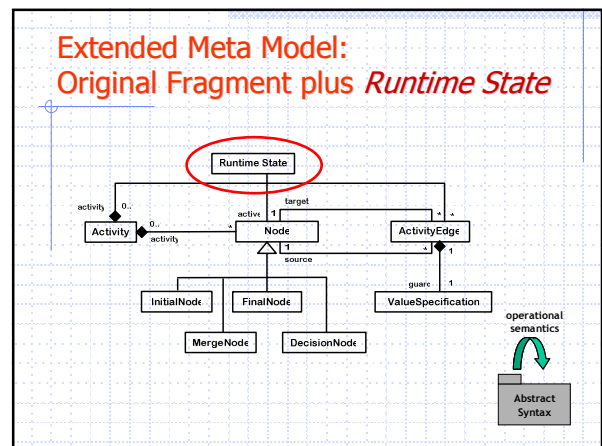 Extended Meta Model:
Original Fragment plus Runtime State
Runtime State
target
activity
0..
active
1
*
*
0..
Activity
activity
*
Node
ActivityEdge
1
source
*
1
guard
1
InitialNode
FinalNode
ValueSpecification
MergeNode
DecisionNode
operational
semantics
Abstract
Syntax